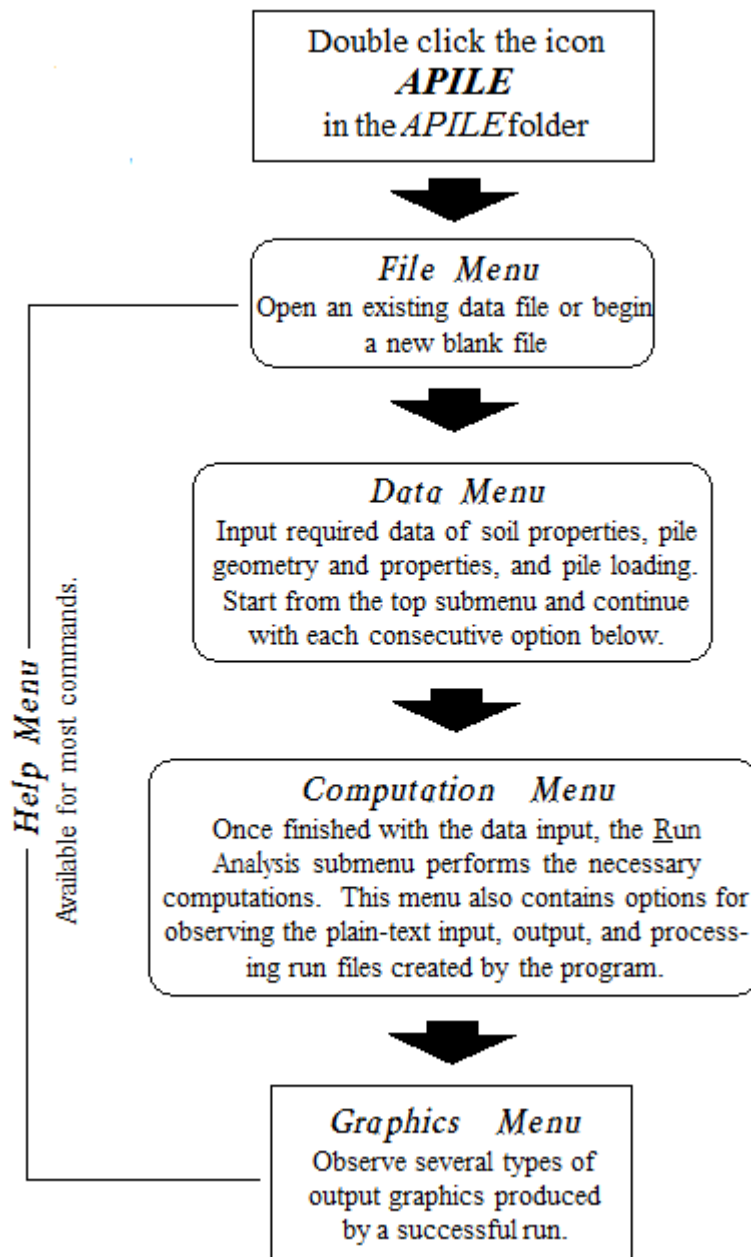 Double click the icon
APILE
in the APILE folder
File Menu
Open an existing data file or begin
a new blank file
Data Menu
Input required data of soil properties, pile
geometry and properties, and pile loading.
Start from the top submenu and continue
with each consecutive option below.
Help Menu
Available for most commands.
Computation Menu
Once finished with the data input, the Run
Analysis submenu performs the necessary
computations. This menu also contains options for
observing the plain-text input, output, and process-
ing run files created by the program.
Graphics Menu
Observe several types of
output graphics produced
by a successful run.